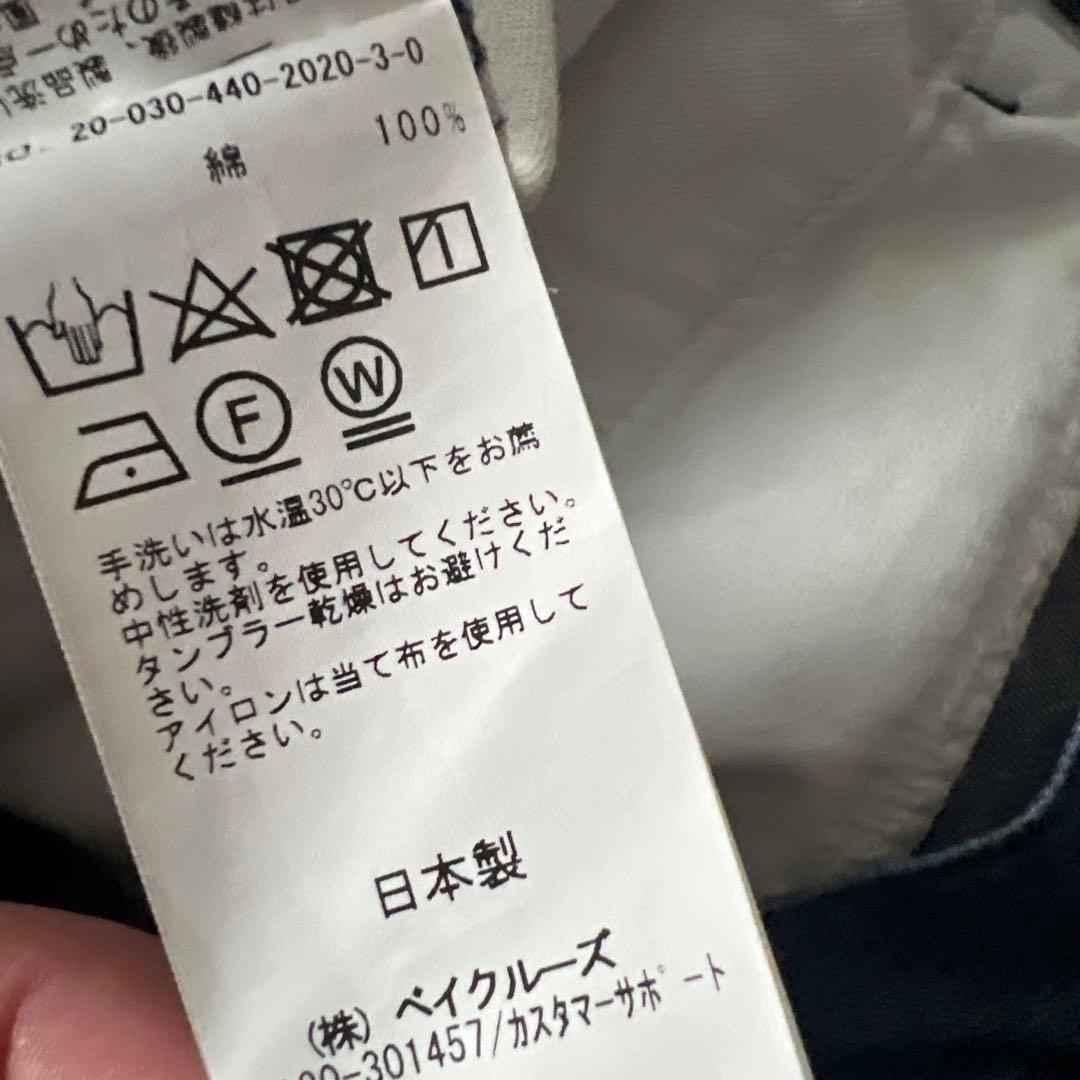 20-030-440-2020-3-0
綿 100%
F
W
手洗いは水温30℃以下をお薦
めします。
中性洗剤を使用してください。
タンブラー乾燥はお避けくだ
さい。
アイロンは当て布を使用して
ください。
日本製
(株) ベイクルーズ
-301457/カスタマーサポート